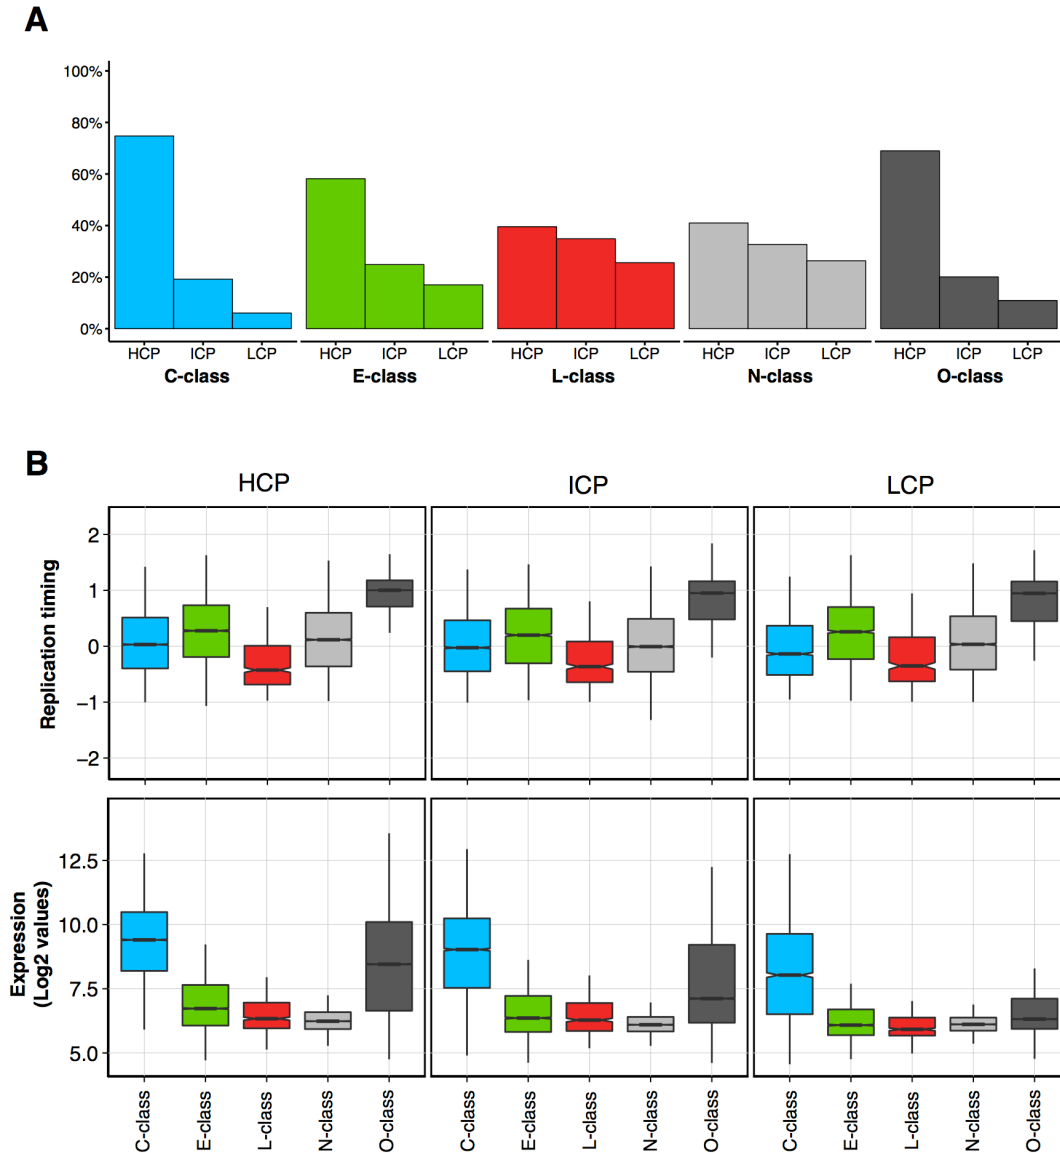 A
100%
80%
60%
40%
20%
0%
HCP ICP LCP HCP ICP LCP HCP ICP LCP HCP ICP LCP HCP ICP LCP
C-class E-class L-class N-class O-class
B
HCP ICP LCP
Replication timing
2
1
0
−1
−2
Expression
(Log2 values)
12.5
10.0
7.5
5.0
C-class E-class L-class N-class O-class C-class E-class L-class N-class O-class C-class E-class L-class N-class O-class